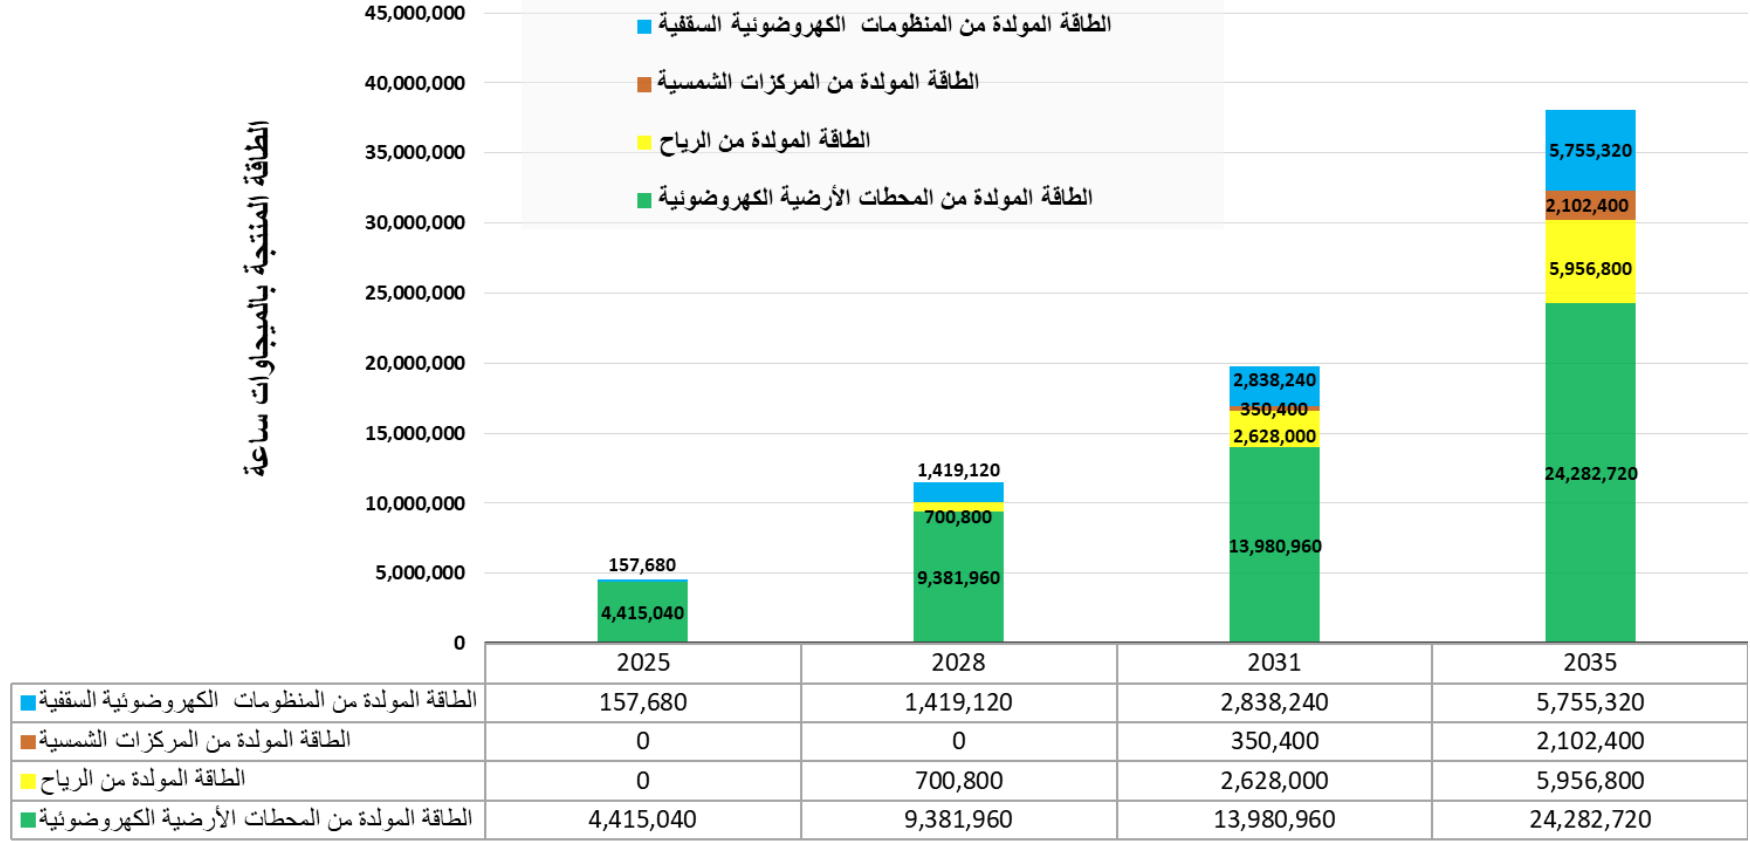 الطاقة المولدة من المنظومات الكهروضوئية السقفية
الطاقة المولدة من المركزات الشمسية
الطاقة المولدة من الرياح
الطاقة المولدة من المحطات الأرضية الكهروضوئية
الطاقة المنتجة بالميجاوات ساعة
45,000,000
40,000,000
35,000,000
30,000,000
25,000,000
20,000,000
15,000,000
10,000,000
5,000,000
0
157,680
4,415,040
1,419,120
700,800
9,381,960
2,838,240
350,400
2,628,000
13,980,960
5,755,320
2,102,400
5,956,800
24,282,720
2025 2028 2031 2035
الطاقة المولدة من المنظومات الكهروضوئية السقفية 157,680 1,419,120 2,838,240 5,755,320
الطاقة المولدة من المركزات الشمسية 0 0 350,400 2,102,400
الطاقة المولدة من الرياح 0 700,800 2,628,000 5,956,800
الطاقة المولدة من المحطات الأرضية الكهروضوئية 4,415,040 9,381,960 13,980,960 24,282,720